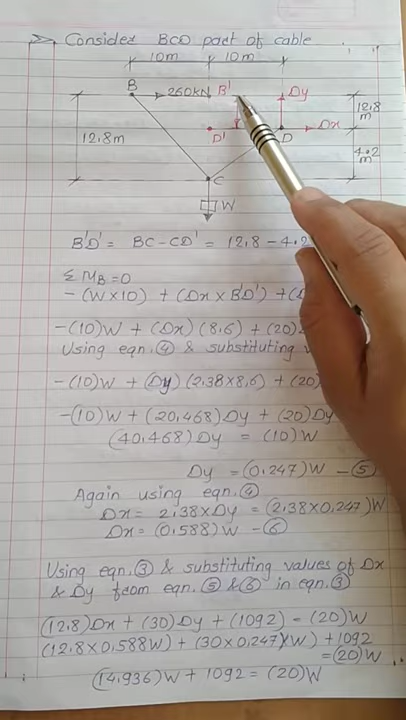 Consider BCD part of cable
10m 10m
B 260KN B' Dy
12.8 m
12.8m D' D Dx
4.2 m
C
W
B'D' = BC-CD' = 12.8-4.2
ΣMB=0
-(W×10) + (Dx×B'D') +(D
-(10)W + (Dx)(8.6) + (20)
Using eqn.④ & substituting
-(10)W + (Dy)(2.38×8.6) + (20)
-(10)W + (20.468)Dy + (20)Dy
(40.468)Dy = (10)W
Dy = (0.247)W -⑤
Again using eqn.④
Dx = 2.38×Dy = (2.38×0.247)W
Dx = (0.588)W -⑥
Using eqn.③ & substituting values of Dx
& Dy from eqn.⑤ & ⑥ in eqn.③
(12.8)Dx + (30)Dy + (1092) = (20)W
(12.8×0.588W) + (30×0.247)(W) + 1092
= (20)W
(14.936)W + 1092 = (20)W